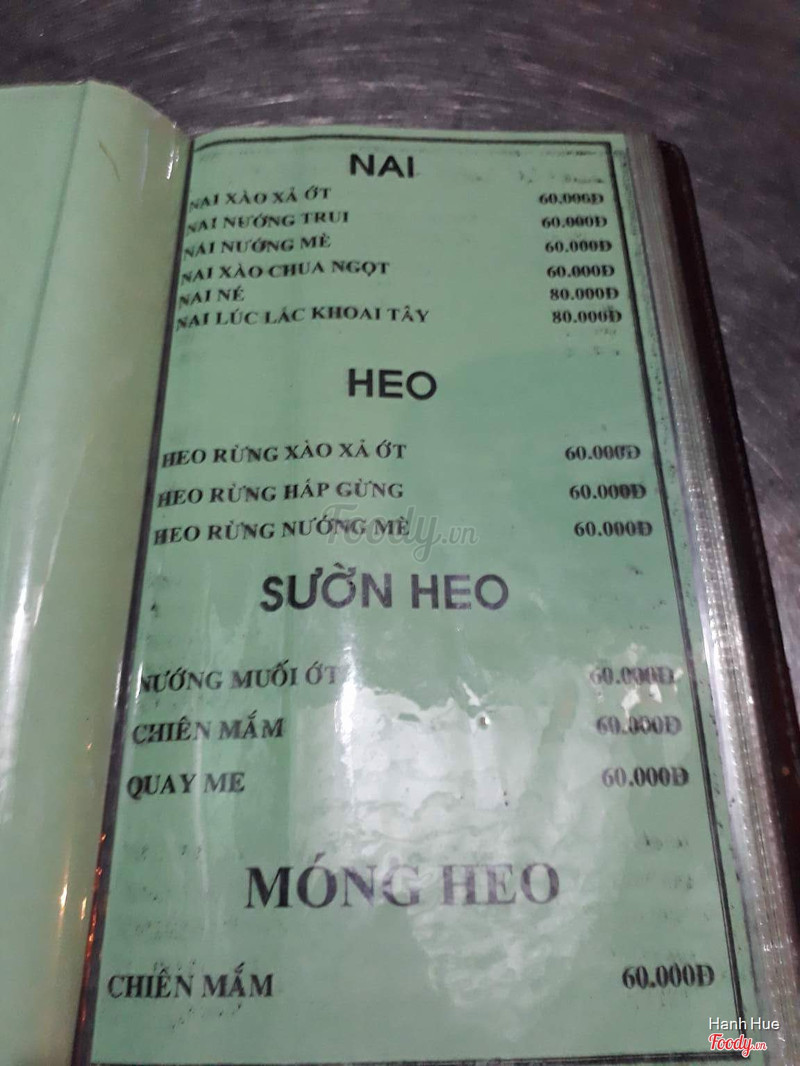 NAI
NAI XÀO XẢ ỚT 60.000Đ
NAI NƯỚNG TRUI 60.000Đ
NAI NƯỚNG MÈ 60.000Đ
NAI XÀO CHUA NGỌT 60.000Đ
NAI NÉ 80.000Đ
NAI LÚC LẮC KHOAI TÂY 80.000Đ
HEO
HEO RỪNG XÀO XẢ ỚT 60.000Đ
HEO RỪNG HÁP GỪNG 60.000Đ
HEO RỪNG NƯỚNG MÈ 60.000Đ
Foody.vn
SƯỜN HEO
NƯỚNG MUỐI ỚT 60.000Đ
CHIÊN MẮM 60.000Đ
QUAY ME 60.000Đ
MÓNG HEO
CHIÊN MẮM 60.000Đ
Hanh Hue
Foody.vn